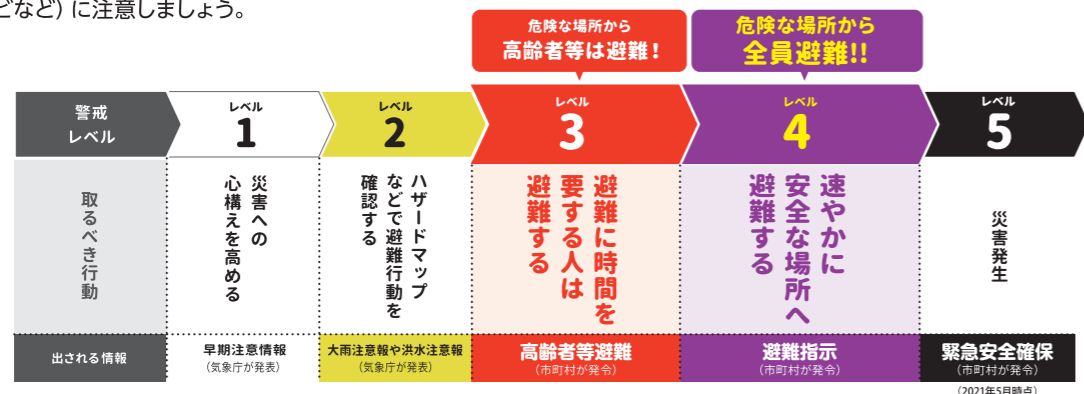 どなど）に注意しましょう。
危険な場所から
高齢者等は避難！
危険な場所から
全員避難!!
警戒
レベル
レベル
1
レベル
2
レベル
3
レベル
4
レベル
5
取るべき行動
災害への
心構えを高める
ハザードマップ
などで避難行動を
確認する
避難に時間を
要する人は
避難する
速やかに
安全な場所へ
避難する
災害発生
出される情報
早期注意情報
（気象庁が発表）
大雨注意報や洪水注意報
（気象庁が発表）
高齢者等避難
（市町村が発令）
避難指示
（市町村が発令）
緊急安全確保
（市町村が発令）
（2021年5月時点）